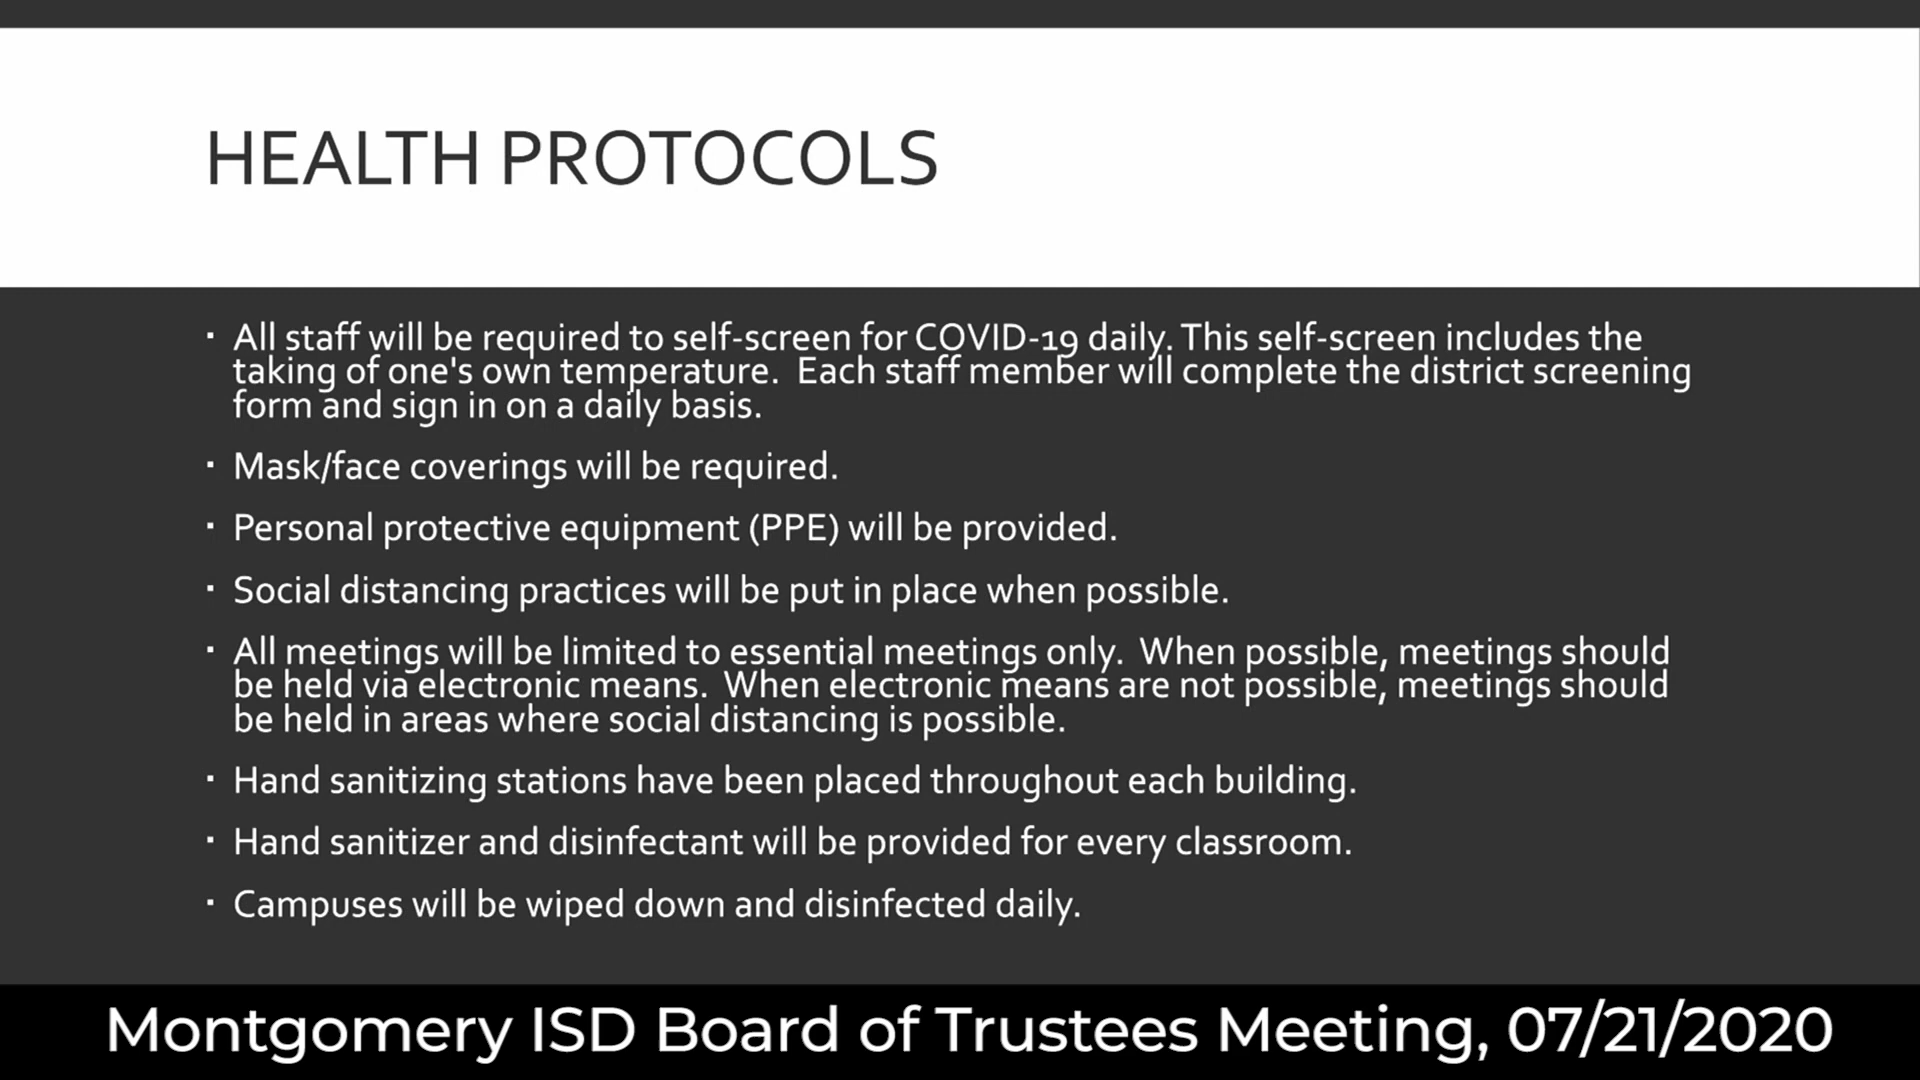 HEALTH PROTOCOLS
▪ All staff will be required to self-screen for COVID-19 daily. This self-screen includes the
taking of one's own temperature.  Each staff member will complete the district screening
form and sign in on a daily basis.
▪ Mask/face coverings will be required.
▪ Personal protective equipment (PPE) will be provided.
▪ Social distancing practices will be put in place when possible.
▪ All meetings will be limited to essential meetings only.  When possible, meetings should
be held via electronic means.  When electronic means are not possible, meetings should
be held in areas where social distancing is possible.
▪ Hand sanitizing stations have been placed throughout each building.
▪ Hand sanitizer and disinfectant will be provided for every classroom.
▪ Campuses will be wiped down and disinfected daily.
Montgomery ISD Board of Trustees Meeting, 07/21/2020